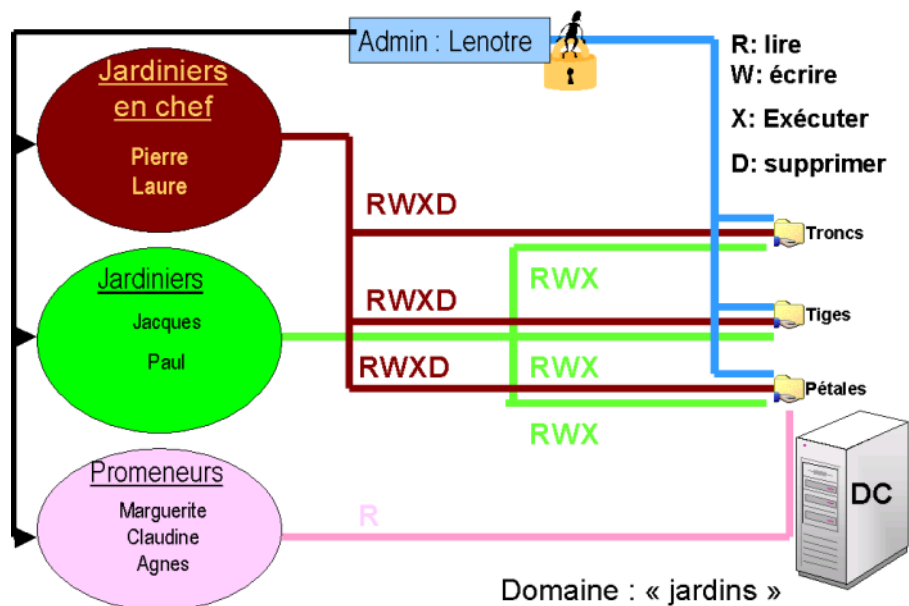 Admin : Lenotre
R: lire
W: écrire
X: Exécuter
D: supprimer
Jardiniers
en chef
Pierre
Laure
RWXD
Troncs
RWX
Jardiniers
Jacques
Paul
RWXD
Tiges
RWXD
RWX
Pétales
RWX
Promeneurs
Marguerite
Claudine
Agnes
R
DC
Domaine : « jardins »